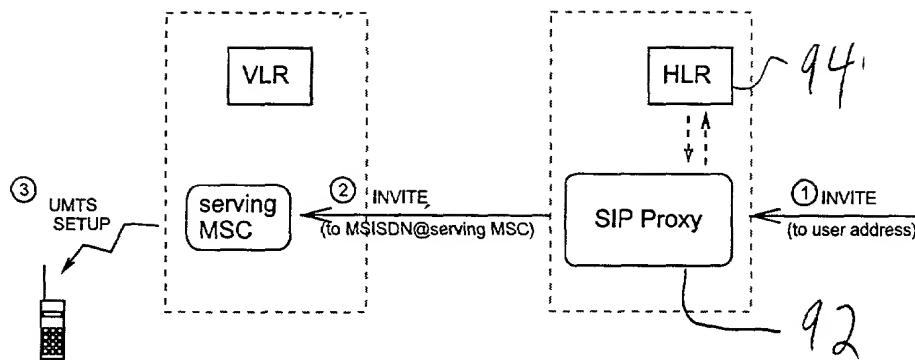 VLR
HLR
94
③ UMTS
SETUP
serving
MSC
② INVITE
(to MSISDN@serving MSC)
SIP Proxy
① INVITE
(to user address)
92